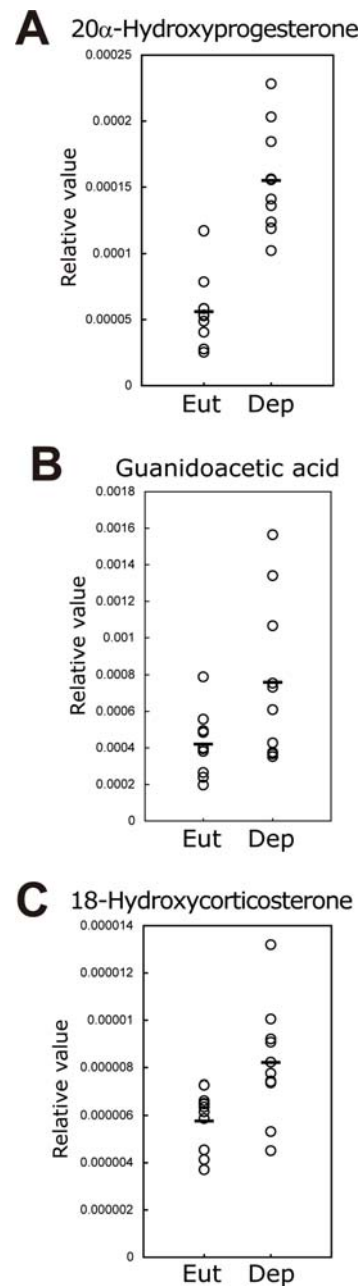 A 20α-Hydroxyprogesterone
0.00025
0.0002
0.00015
0.0001
0.00005
0
Relative value
Eut Dep
B Guanidoacetic acid
0.0018
0.0016
0.0014
0.0012
0.001
0.0008
0.0006
0.0004
0.0002
0
Relative value
Eut Dep
C 18-Hydroxycorticosterone
0.000014
0.000012
0.00001
0.000008
0.000006
0.000004
0.000002
0
Relative value
Eut Dep